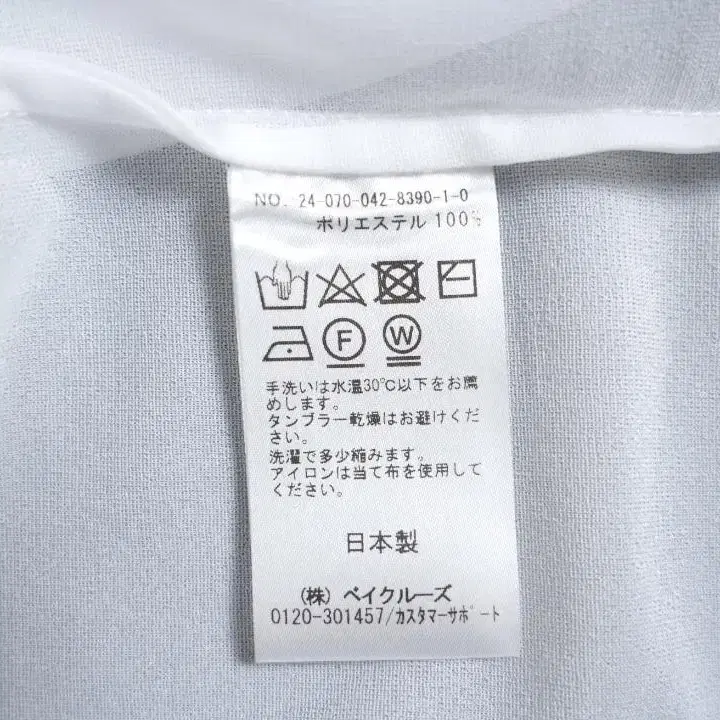 NO. 24-070-042-8390-1-0
ポリエステル 100%
F W
手洗いは水温30℃以下をお薦
めします。
タンブラー乾燥はお避けくだ
さい。
洗濯で多少縮みます。
アイロンは当て布を使用して
ください。
日本製
(株) ベイクルーズ
0120-301457/カスタマーサポート